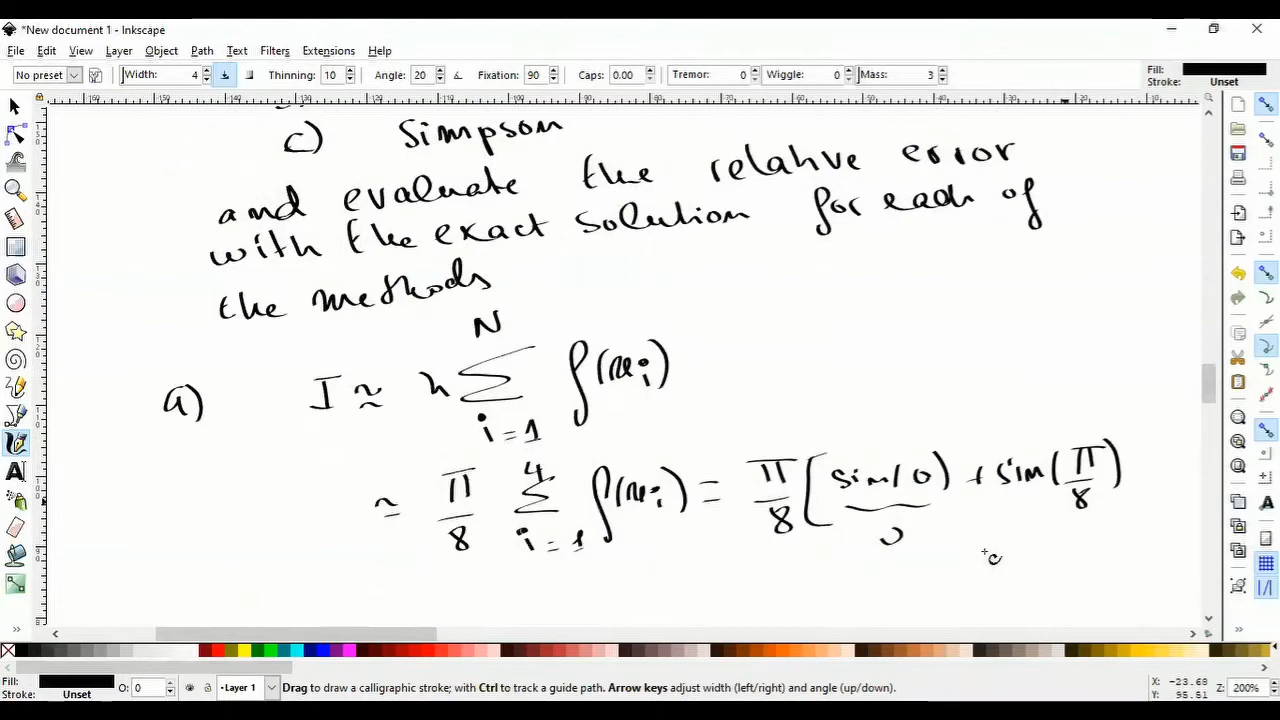 *New document 1 - Inkscape
File Edit View Layer Object Path Text Filters Extensions Help
No preset Width: 4 Thinning: 10 Angle: 20 Fixation: 90 Caps: 0.00 Tremor: 0 Wiggle: 0 Mass: 3 Fill: Stroke: Unset
c) Simpson
and evaluate the relative error
with the exact solution for each of
the methods
a) I ≈ h ∑_{i=1}^{N} f(x_i)
≃ π/8 ∑_{i=1}^{4} f(x_i) = π/8 [sin(0) + sin(π/8)
0
Fill: Stroke: Unset O: 0 Layer 1 Drag to draw a calligraphic stroke; with Ctrl to track a guide path. Arrow keys adjust width (left/right) and angle (up/down). X: -23.68 Y: 95.51 Z: 200%